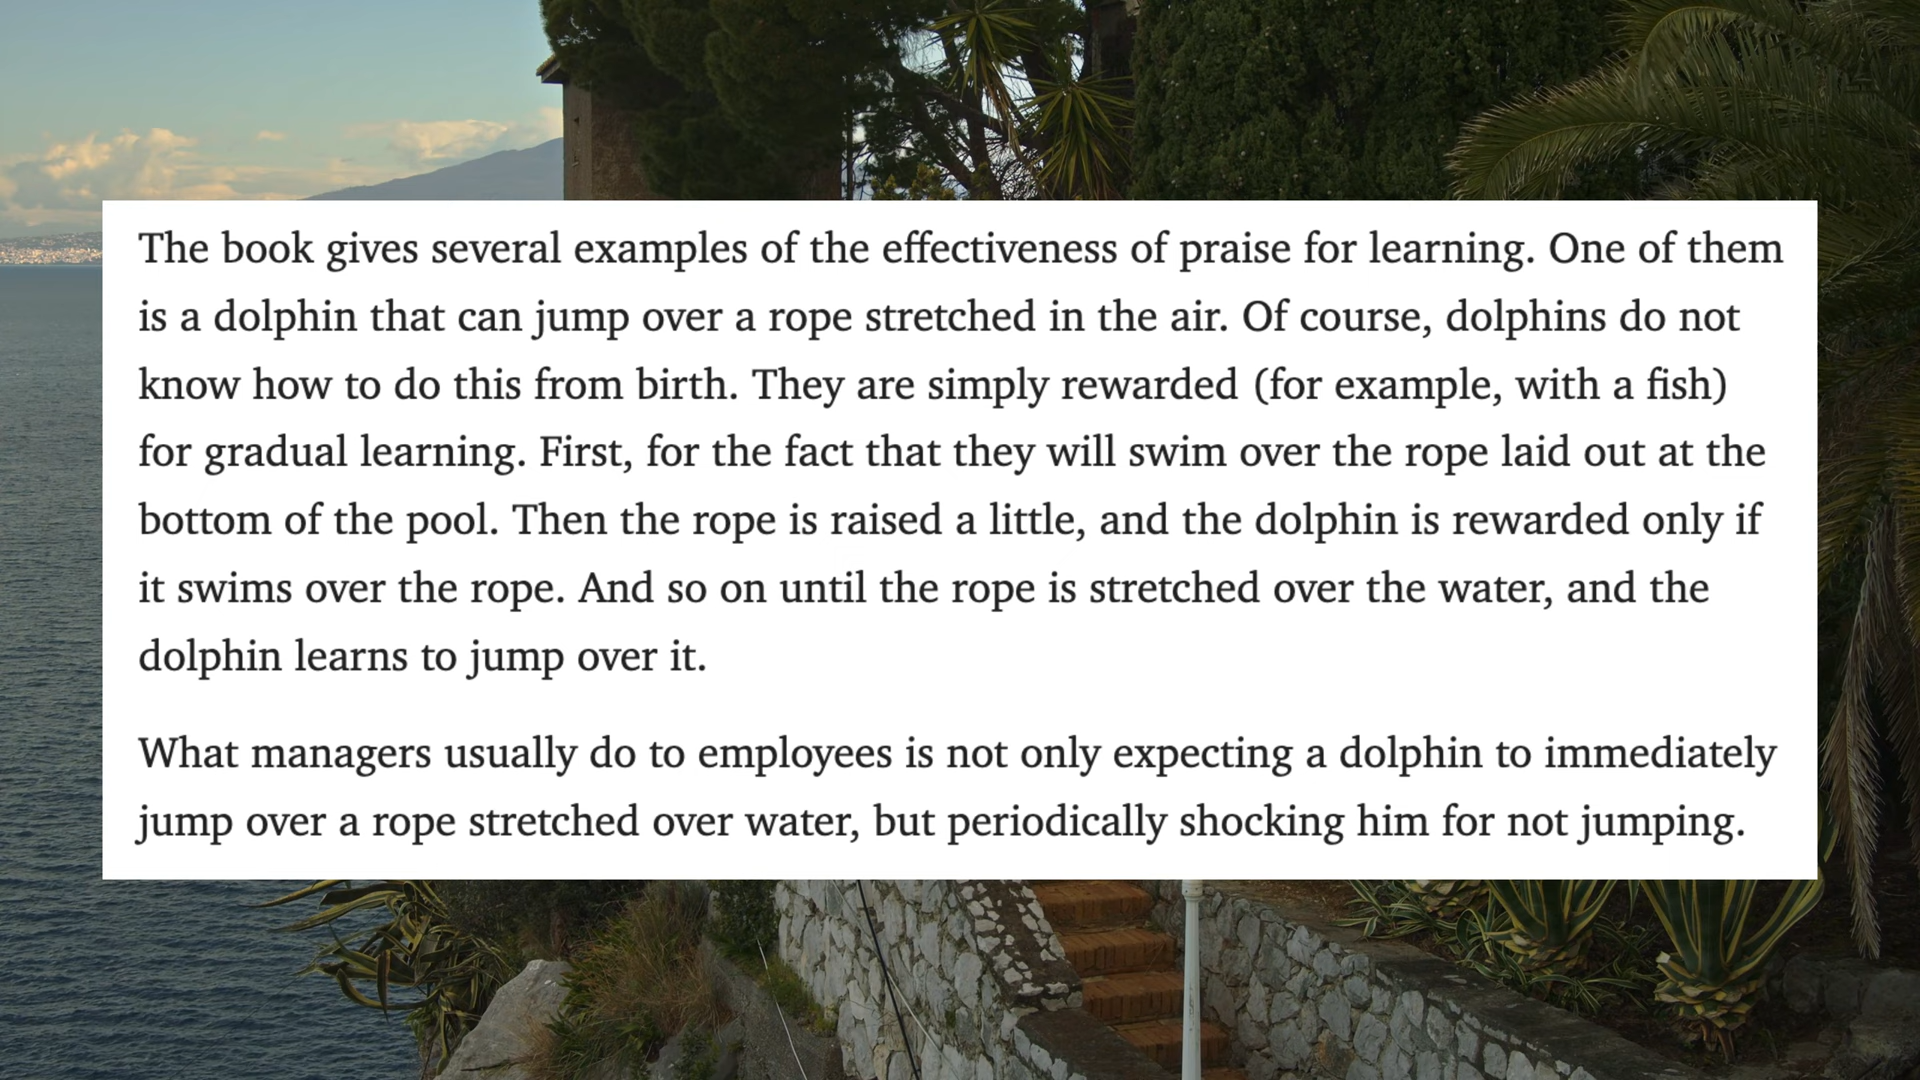 The book gives several examples of the effectiveness of praise for learning. One of them
is a dolphin that can jump over a rope stretched in the air. Of course, dolphins do not
know how to do this from birth. They are simply rewarded (for example, with a fish)
for gradual learning. First, for the fact that they will swim over the rope laid out at the
bottom of the pool. Then the rope is raised a little, and the dolphin is rewarded only if
it swims over the rope. And so on until the rope is stretched over the water, and the
dolphin learns to jump over it.
What managers usually do to employees is not only expecting a dolphin to immediately
jump over a rope stretched over water, but periodically shocking him for not jumping.